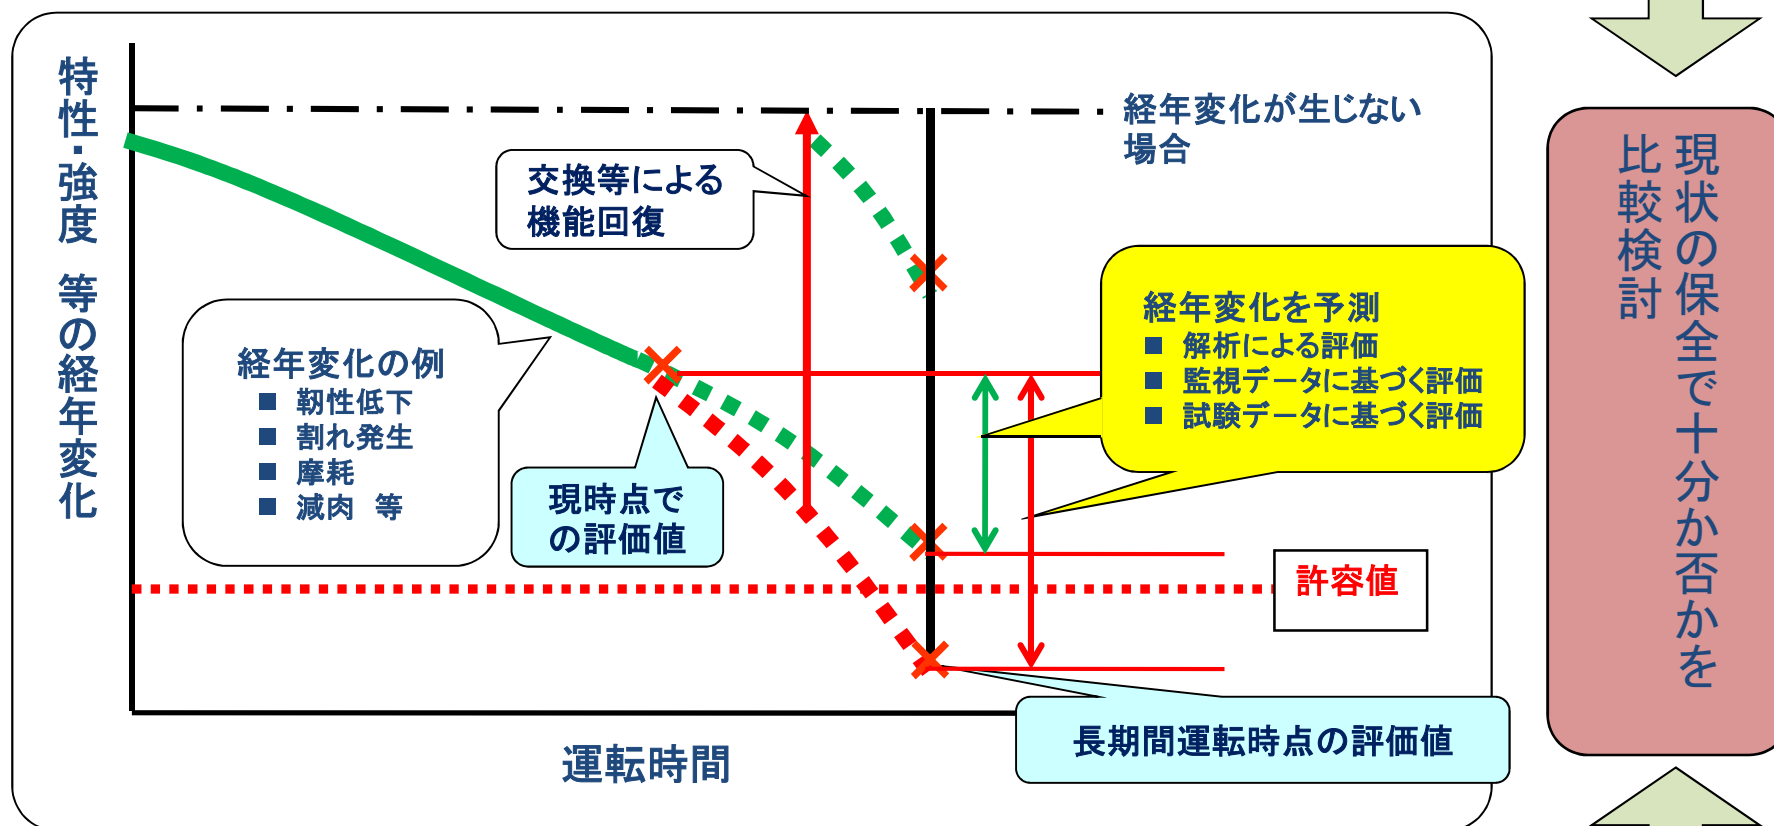 特性・強度 等の経年変化
経年変化が生じない
場合
交換等による
機能回復
経年変化の例
■ 靭性低下
■ 割れ発生
■ 摩耗
■ 減肉 等
現時点で
の評価値
経年変化を予測
■ 解析による評価
■ 監視データに基づく評価
■ 試験データに基づく評価
許容値
長期間運転時点の評価値
運転時間
現状の保全で十分か否かを
比較検討